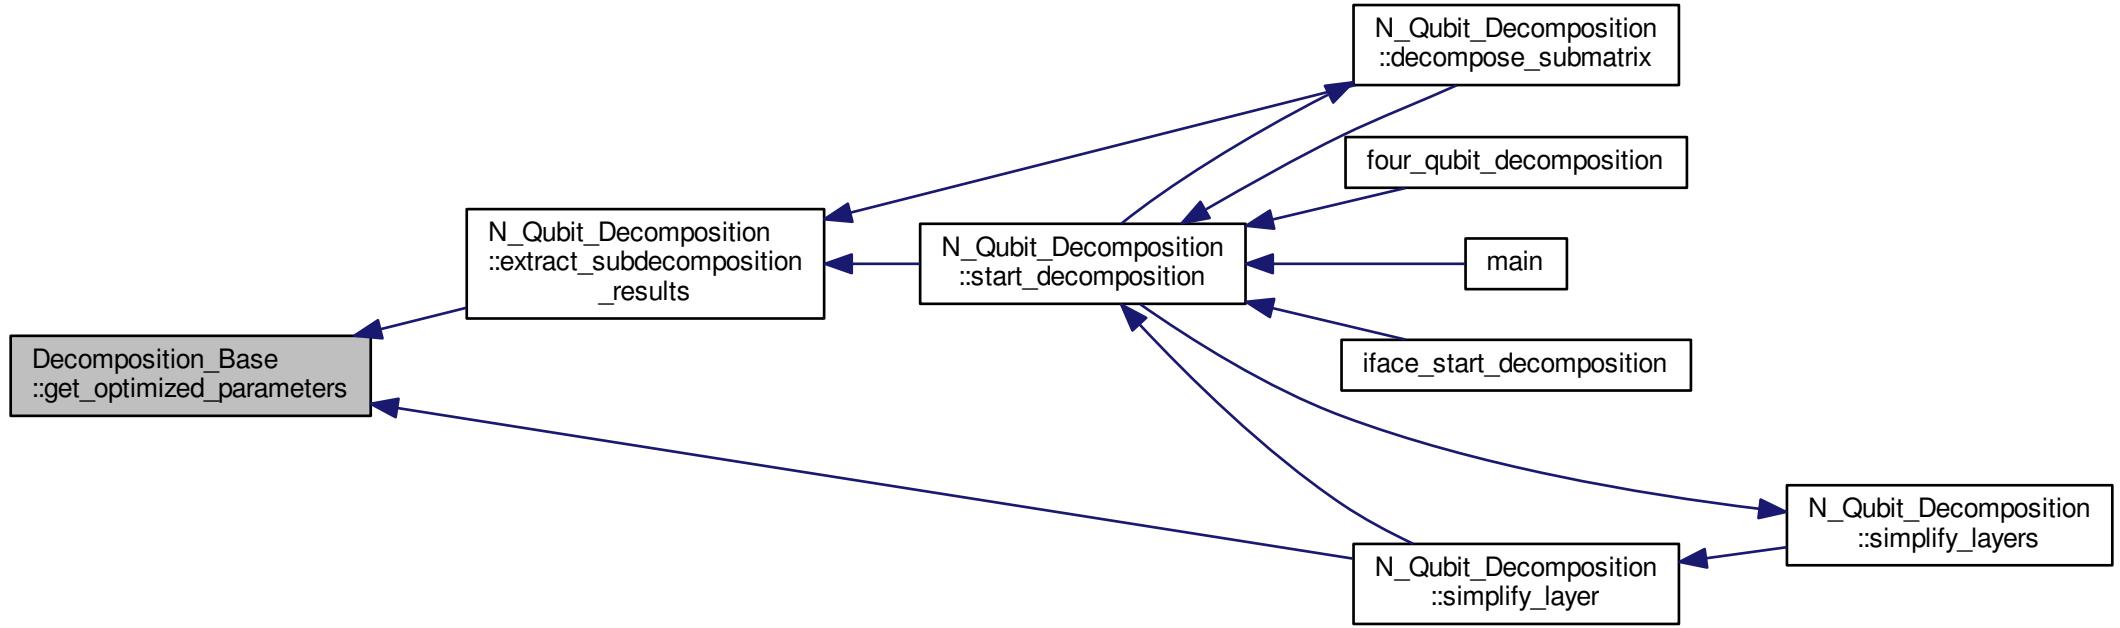 N_Qubit_Decomposition
::decompose_submatrix
four_qubit_decomposition
N_Qubit_Decomposition
::extract_subdecomposition
_results
N_Qubit_Decomposition
::start_decomposition
main
Decomposition_Base
::get_optimized_parameters
iface_start_decomposition
N_Qubit_Decomposition
::simplify_layers
N_Qubit_Decomposition
::simplify_layer